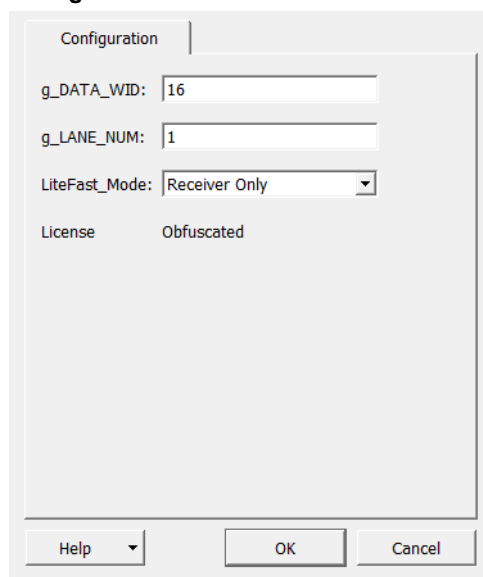 Configuration
g_DATA_WID: 16
g_LANE_NUM: 1
LiteFast_Mode: Receiver Only
License Obfuscated
Help OK Cancel